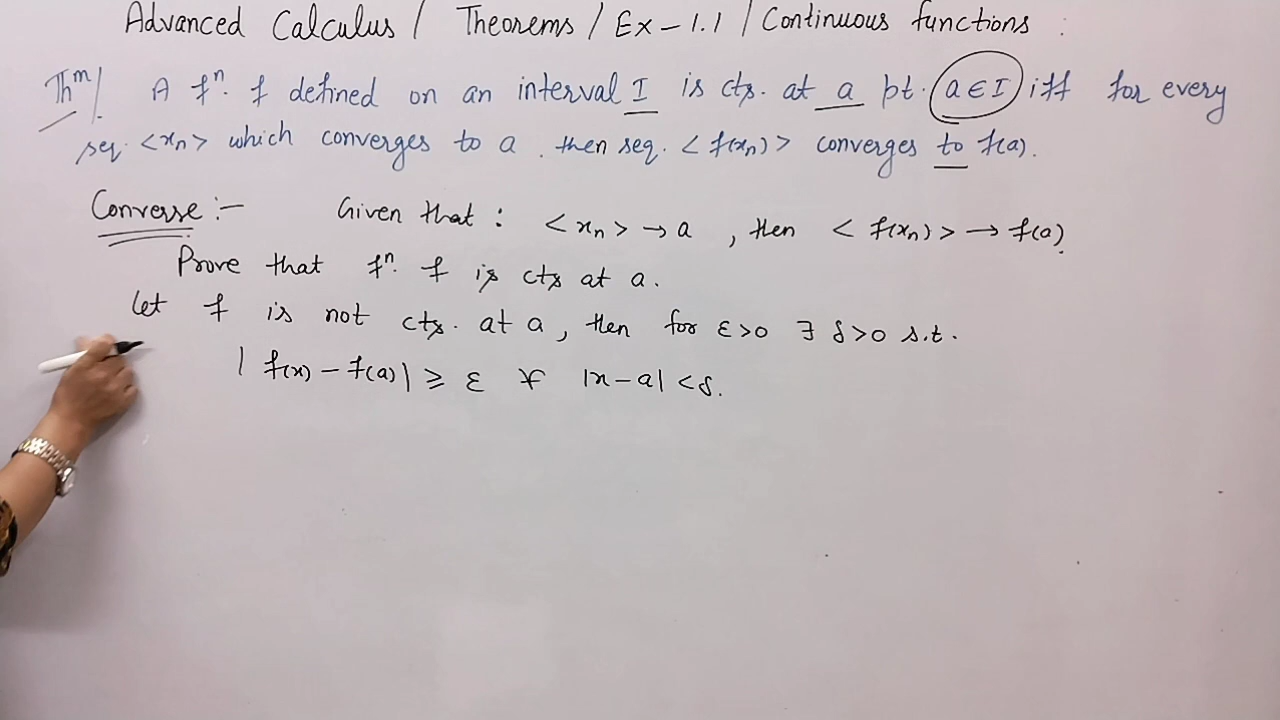 Advanced Calculus / Theorems / Ex-1.1 / Continuous functions :
Thᵐ/. A fⁿ. f defined on an interval I is cts. at a pt. a ∈ I iff for every
seq. <xₙ> which converges to a. then seq. <f(xₙ)> converges to f(a).
Converse :- Given that : <xₙ> → a , then <f(xₙ)> → f(a).
Prove that fⁿ. f is cts at a.
let f is not cts. at a, then for ε>0 ∃ δ>0 s.t.
|f(x) - f(a)| ≥ ε ∀ |x-a| < δ.